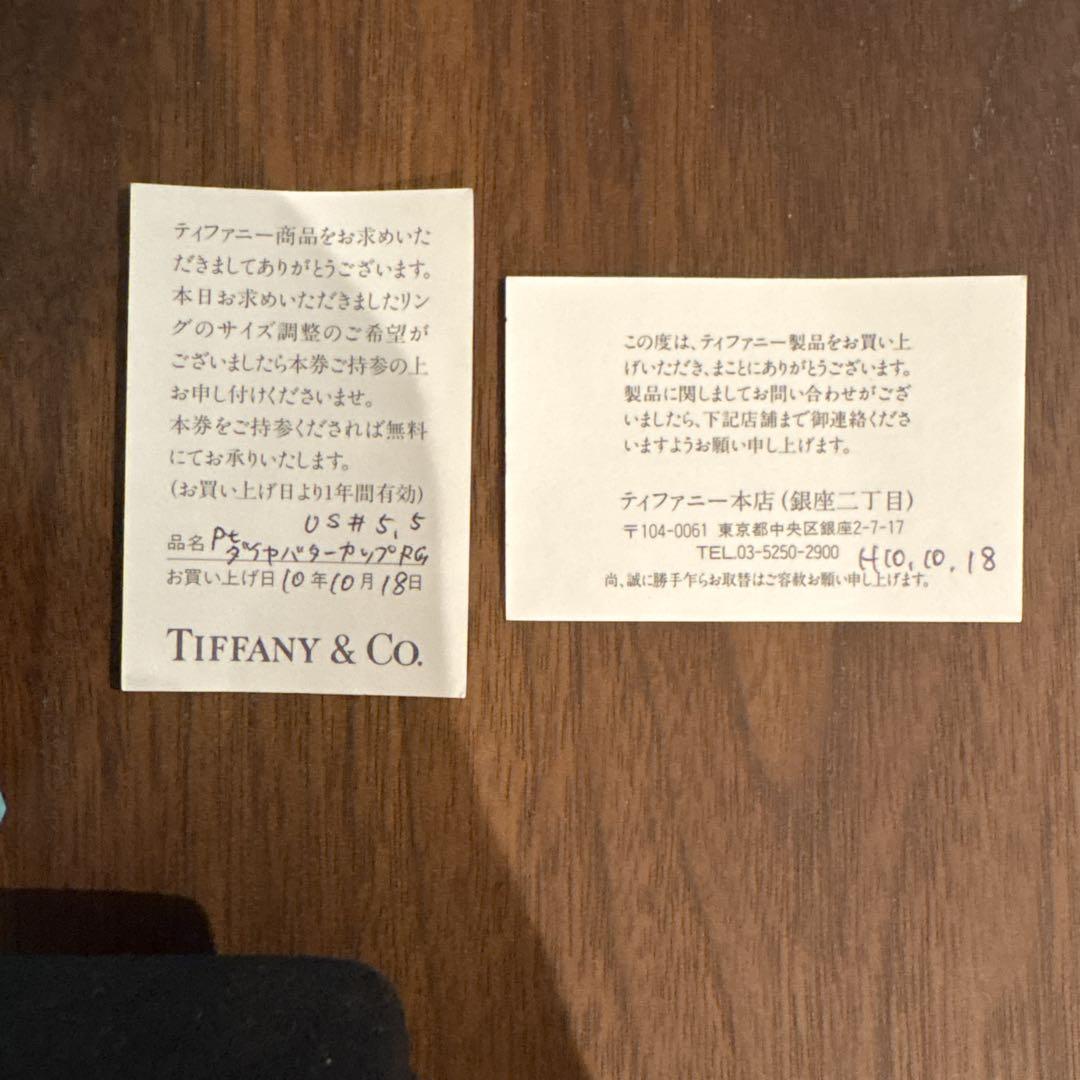 ティファニー商品をお求めいた
だきましてありがとうございます。
本日お求めいただきましたリン
グのサイズ調整のご希望が
ございましたら本券ご持参の上
お申し付けくださいませ。
本券をご持参くだされば無料
にてお承りいたします。
(お買い上げ日より1年間有効)
US# 5.5
品名 Pt ダイヤバターカップRG
お買い上げ日 10年10月18日
TIFFANY & CO.
この度は、ティファニー製品をお買い上
げいただき、まことにありがとうございます。
製品に関しましてお問い合わせがござ
いましたら、下記店舗まで御連絡くださ
いますようお願い申し上げます。
ティファニー本店(銀座二丁目)
〒104-0061 東京都中央区銀座2-7-17
TEL.03-5250-2900 H10.10.18
尚、誠に勝手乍らお取替はご容赦お願い申し上げます。